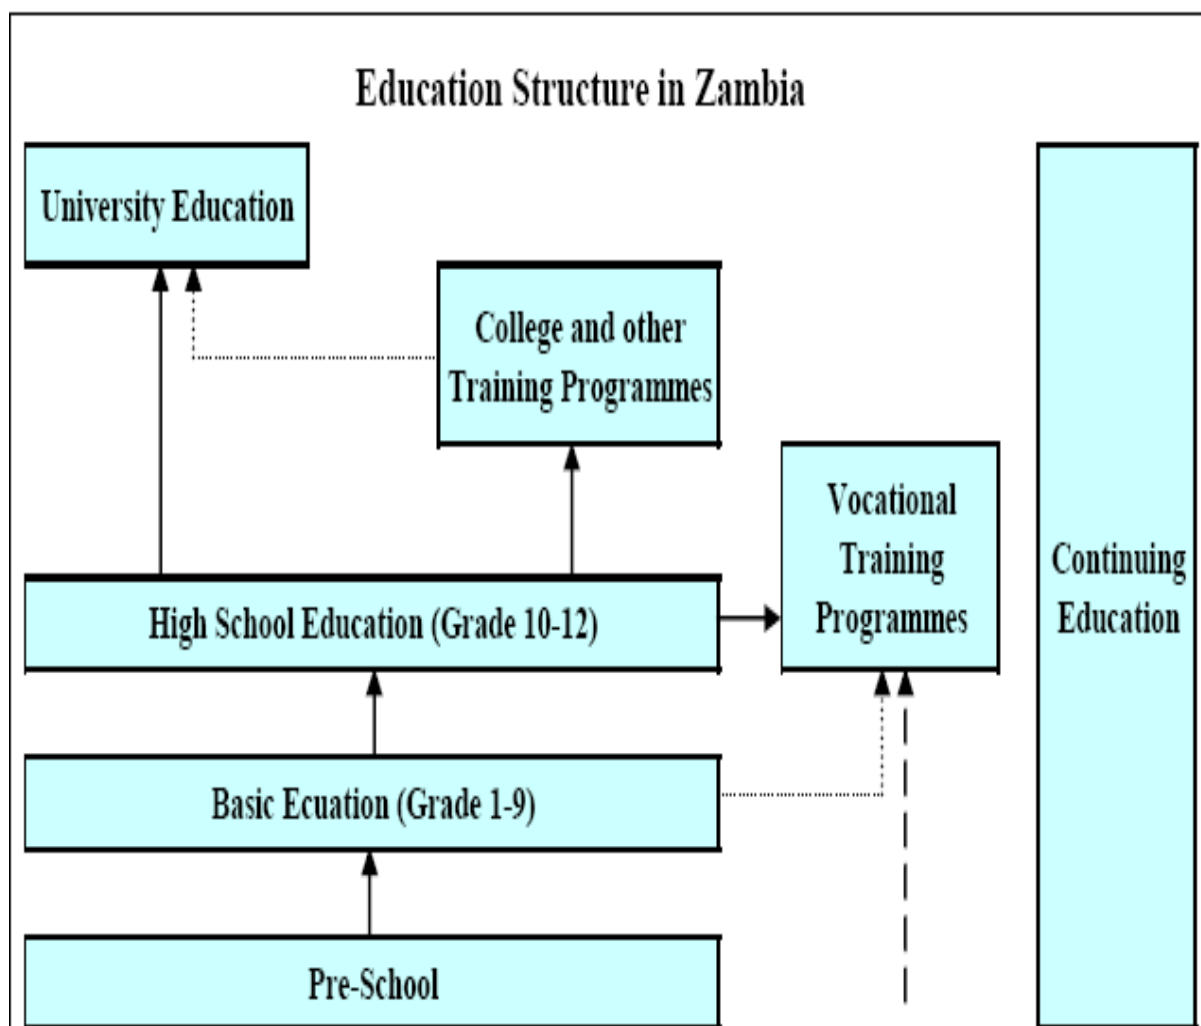 Education Structure in Zambia
University Education
College and other
Training Programmes
Vocational
Training
Programmes
Continuing
Education
High School Education (Grade 10-12)
Basic Ecuation (Grade 1-9)
Pre-School